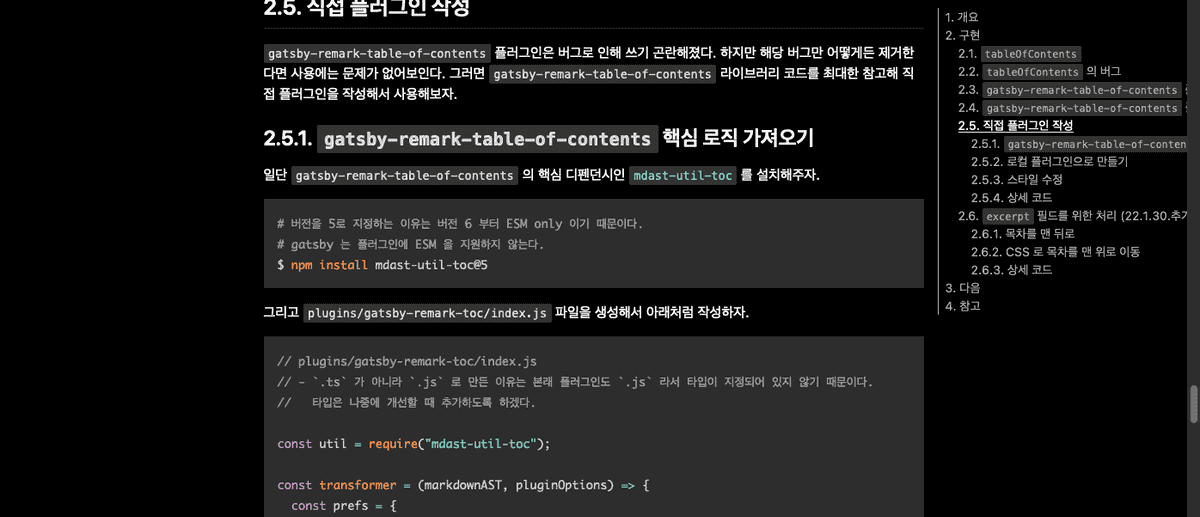 2.5. 직접 플러그인 작성
gatsby-remark-table-of-contents 플러그인은 버그로 인해 쓰기 곤란해졌다. 하지만 해당 버그만 어떻게든 제거한
다면 사용에는 문제가 없어보인다. 그러면 gatsby-remark-table-of-contents 라이브러리 코드를 최대한 참고해 직
접 플러그인을 작성해서 사용해보자.
2.5.1. gatsby-remark-table-of-contents 핵심 로직 가져오기
일단 gatsby-remark-table-of-contents 의 핵심 디펜던시인 mdast-util-toc 를 설치해주자.
# 버전을 5로 지정하는 이유는 버전 6 부터 ESM only 이기 때문이다.
# gatsby 는 플러그인에 ESM 을 지원하지 않는다.
$ npm install mdast-util-toc@5
그리고 plugins/gatsby-remark-toc/index.js 파일을 생성해서 아래처럼 작성하자.
// plugins/gatsby-remark-toc/index.js
// - `.ts` 가 아니라 `.js` 로 만든 이유는 본래 플러그인도 `.js` 라서 타입이 지정되어 있지 않기 때문이다.
//   타입은 나중에 개선할 때 추가하도록 하겠다.
const util = require("mdast-util-toc");
const transformer = (markdownAST, pluginOptions) => {
const prefs = {
1. 개요
2. 구현
2.1. tableOfContents
2.2. tableOfContents 의 버그
2.3. gatsby-remark-table-of-contents
2.4. gatsby-remark-table-of-contents
2.5. 직접 플러그인 작성
2.5.1. gatsby-remark-table-of-conten
2.5.2. 로컬 플러그인으로 만들기
2.5.3. 스타일 수정
2.5.4. 상세 코드
2.6. excerpt 필드를 위한 처리 (22.1.30.추가
2.6.1. 목차를 맨 뒤로
2.6.2. CSS 로 목차를 맨 위로 이동
2.6.3. 상세 코드
3. 다음
4. 참고